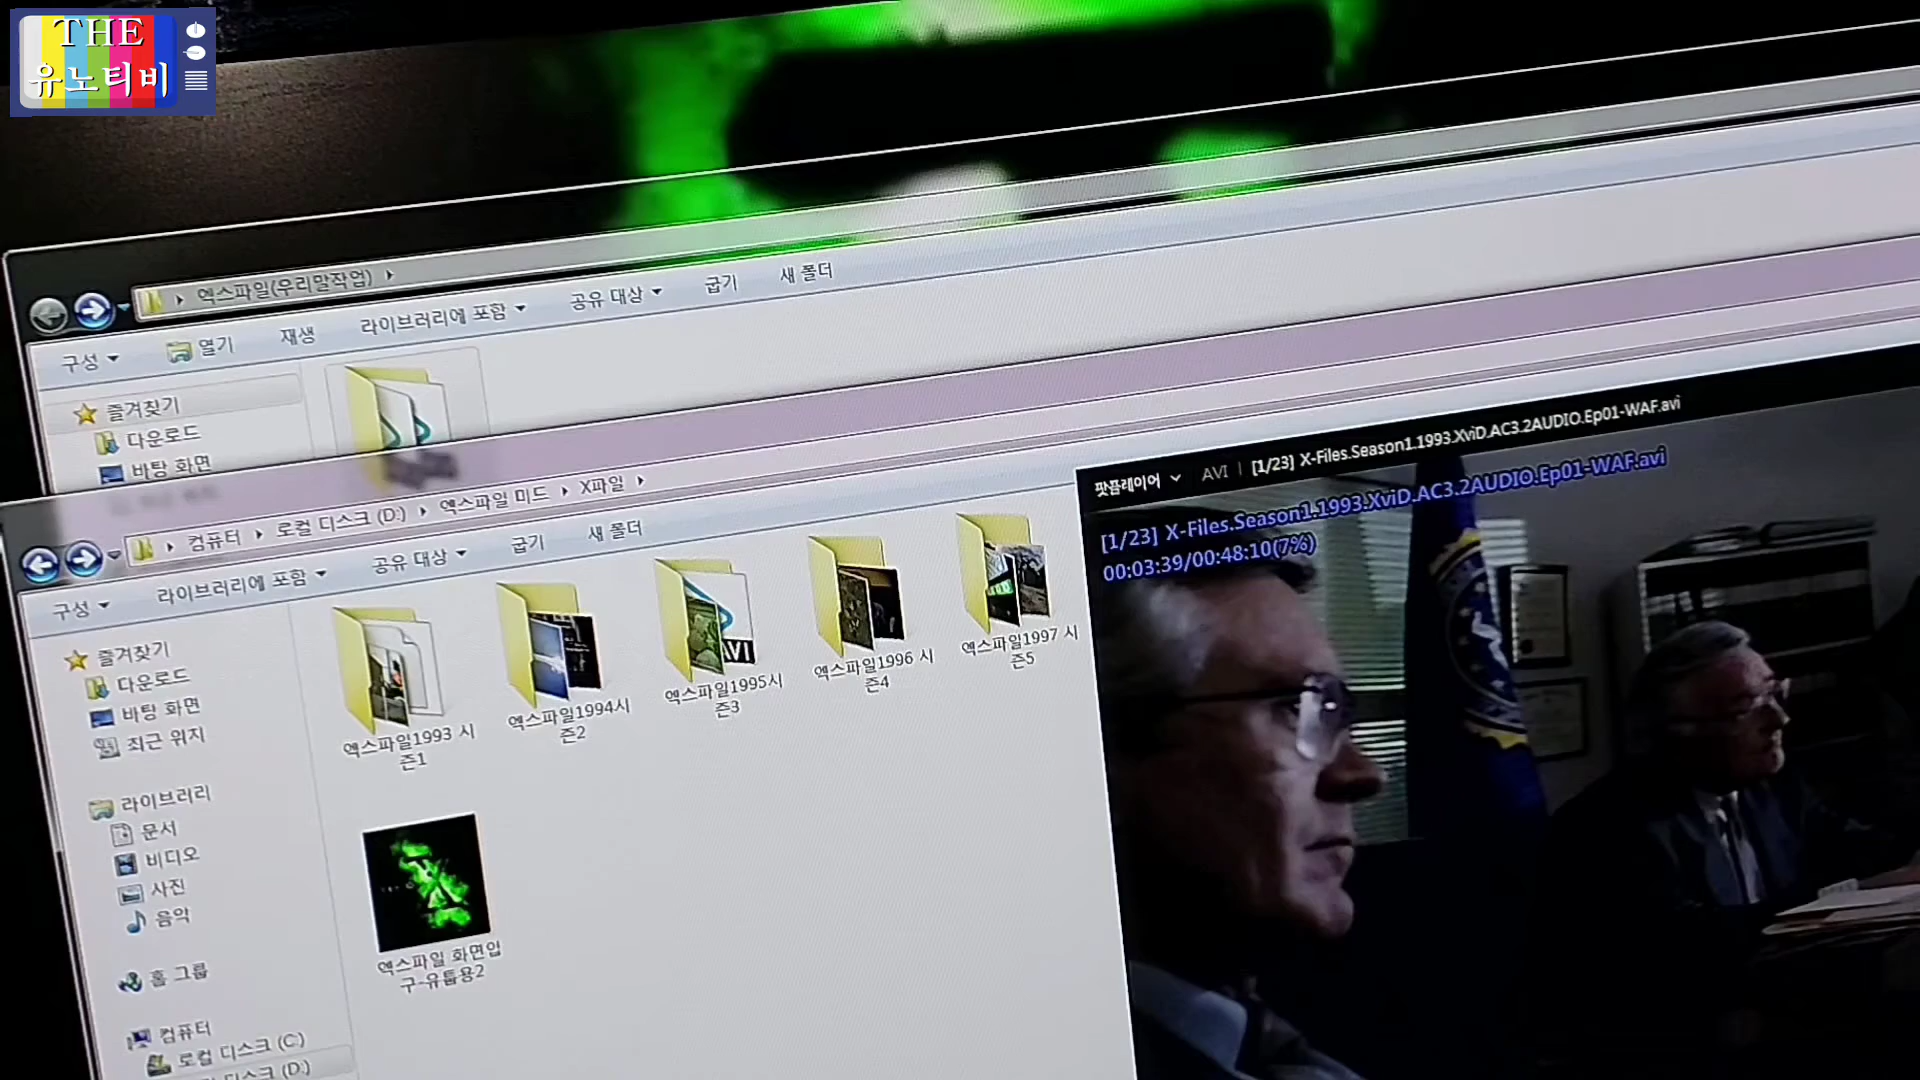 THE
유노티비
엑스파일(우리말작업)
구성
열기
재생
라이브러리에 포함
공유 대상
굽기
새 폴더
즐겨찾기
다운로드
바탕 화면
컴퓨터
로컬 디스크 (D:)
엑스파일 미드
X파일
구성
라이브러리에 포함
공유 대상
굽기
새 폴더
즐겨찾기
다운로드
바탕 화면
최근 위치
라이브러리
문서
비디오
사진
음악
홈 그룹
컴퓨터
로컬 디스크 (C:)
디스크 (D:)
엑스파일1993 시
즌1
엑스파일1994시
즌2
엑스파일1995시
즌3
엑스파일1996 시
즌4
엑스파일1997 시
즌5
엑스파일 화면입
구-유튭용2
팟플레이어
AVI
[1/23] X-Files.Season1.1993.XviD.AC3.2AUDIO.Ep01-WAF.avi
[1/23] X-Files.Season1.1993.XviD.AC3.2AUDIO.Ep01-WAF.avi
00:03:39/00:48:10(7%)